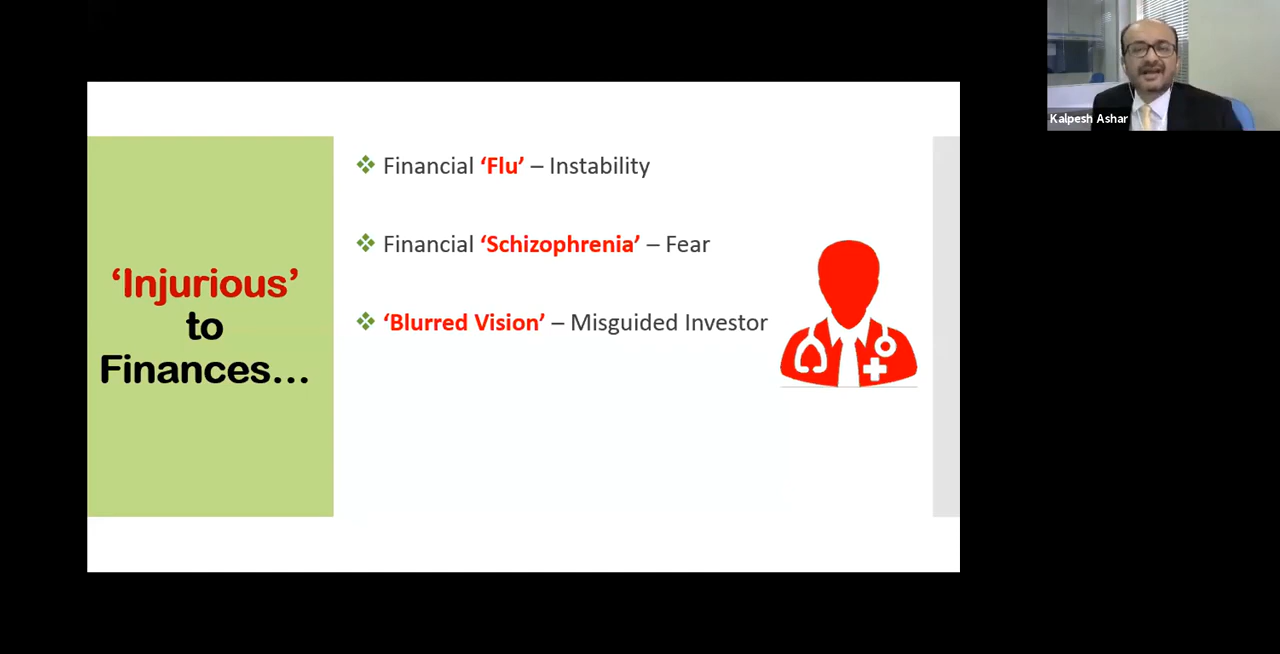 ‘Injurious’
to
Finances...
❖ Financial ‘Flu’ – Instability
❖ Financial ‘Schizophrenia’ – Fear
❖ ‘Blurred Vision’ – Misguided Investor
Kalpesh Ashar